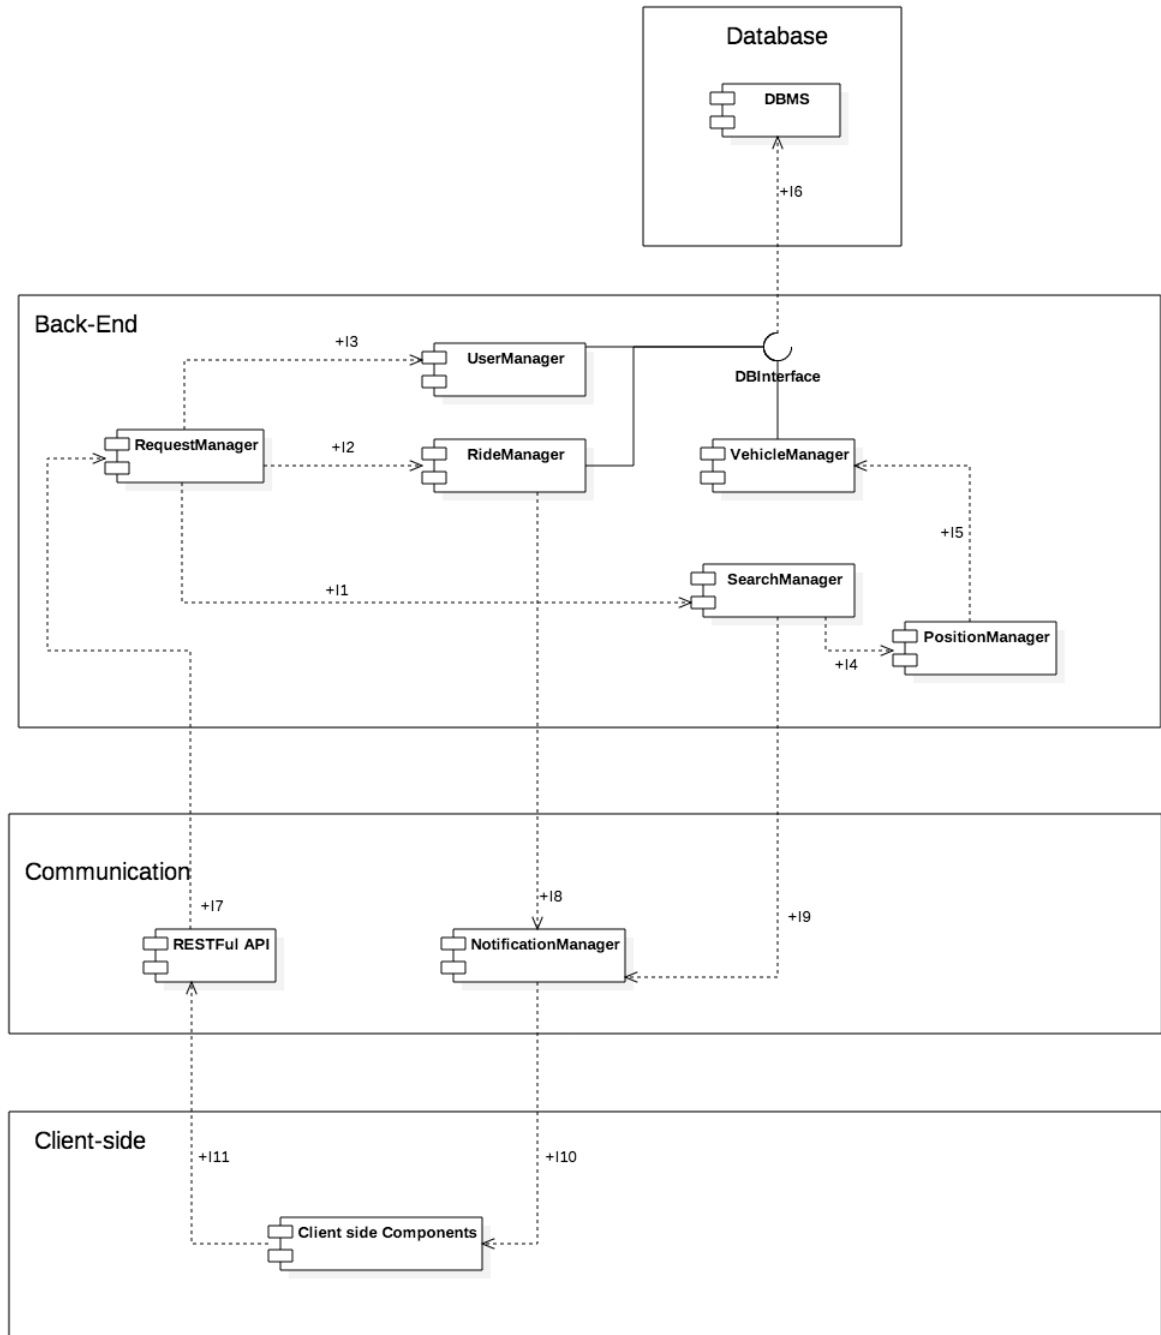 Database
DBMS
+I6
Back-End
+I3
UserManager
DBInterface
RequestManager
+I2
RideManager
VehicleManager
+I5
SearchManager
+I1
PositionManager
+I4
Communication
+I7
+I8
+I9
RESTFul API
NotificationManager
Client-side
+I11
+I10
Client side Components